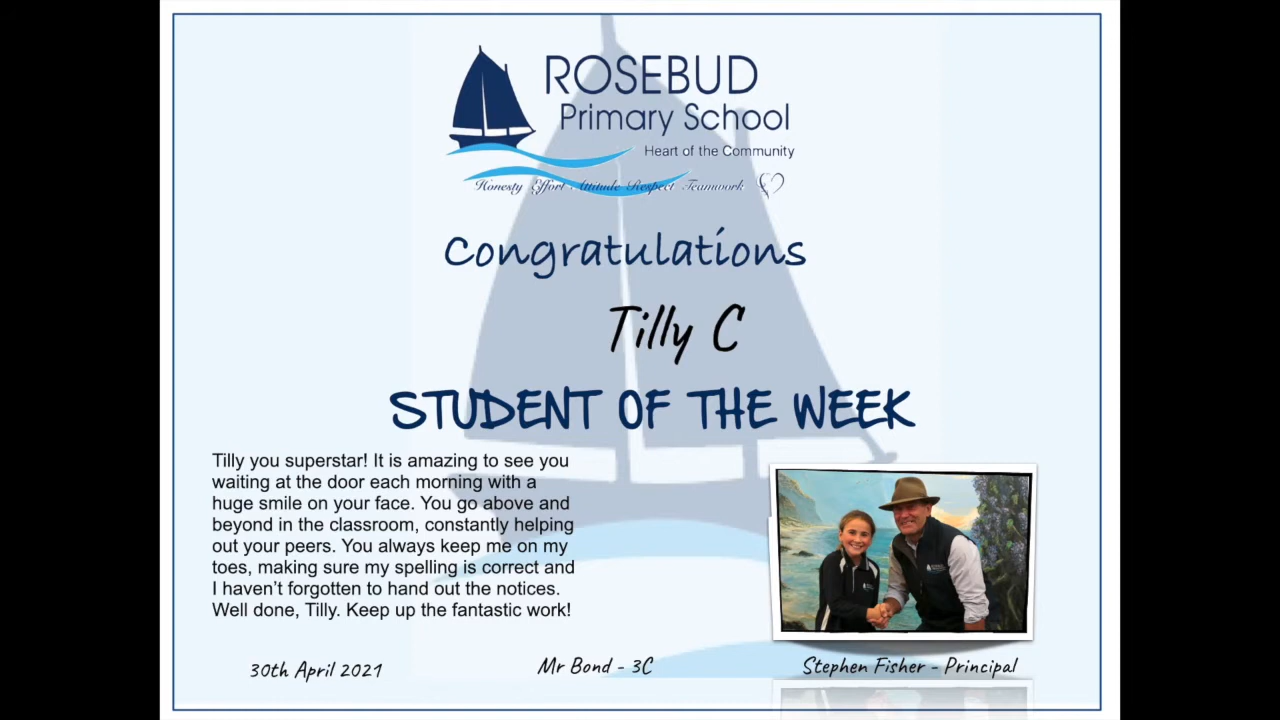 ROSEBUD
Primary School
Heart of the Community
Honesty Effort Attitude Respect Teamwork
Congratulations
Tilly C
STUDENT OF THE WEEK
Tilly you superstar! It is amazing to see you
waiting at the door each morning with a
huge smile on your face. You go above and
beyond in the classroom, constantly helping
out your peers. You always keep me on my
toes, making sure my spelling is correct and
I haven't forgotten to hand out the notices.
Well done, Tilly. Keep up the fantastic work!
30th April 2021
Mr Bond - 3C
Stephen Fisher - Principal